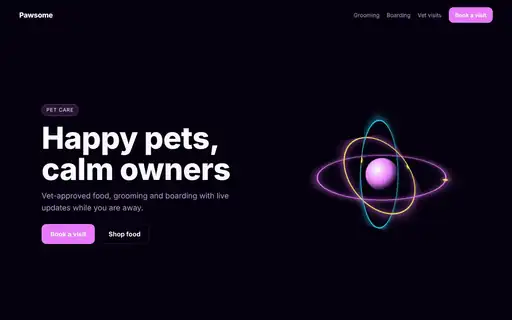 Pawsome
Grooming Boarding Vet visits Book a visit
PET CARE
Happy pets,
calm owners
Vet-approved food, grooming and boarding with live
updates while you are away.
Book a visit Shop food